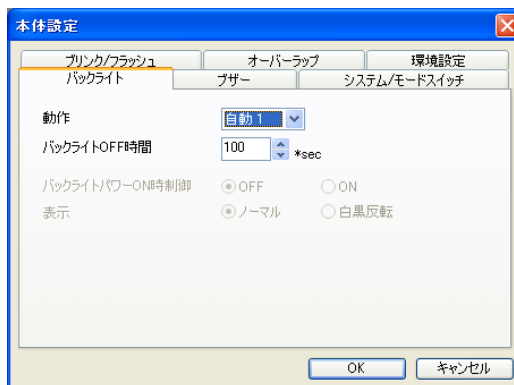 本体設定
ブリンク/フラッシュ オーバーラップ 環境設定
バックライト ブザー システム/モードスイッチ
動作 自動1
バックライトOFF時間 100 *sec
バックライトパワーON時制御 OFF ON
表示 ノーマル 白黒反転
OK キャンセル